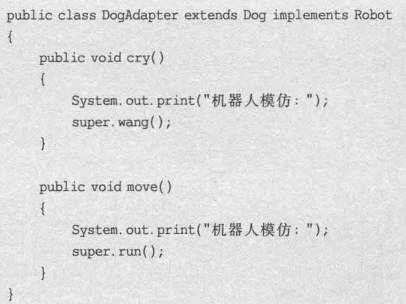 public class DogAdapter extends Dog implements Robot
{
    public void cry()
    {
        System.out.print("机器人模仿：");
        super.wang();
    }

    public void move()
    {
        System.out.print("机器人模仿：");
        super.run();
    }
}